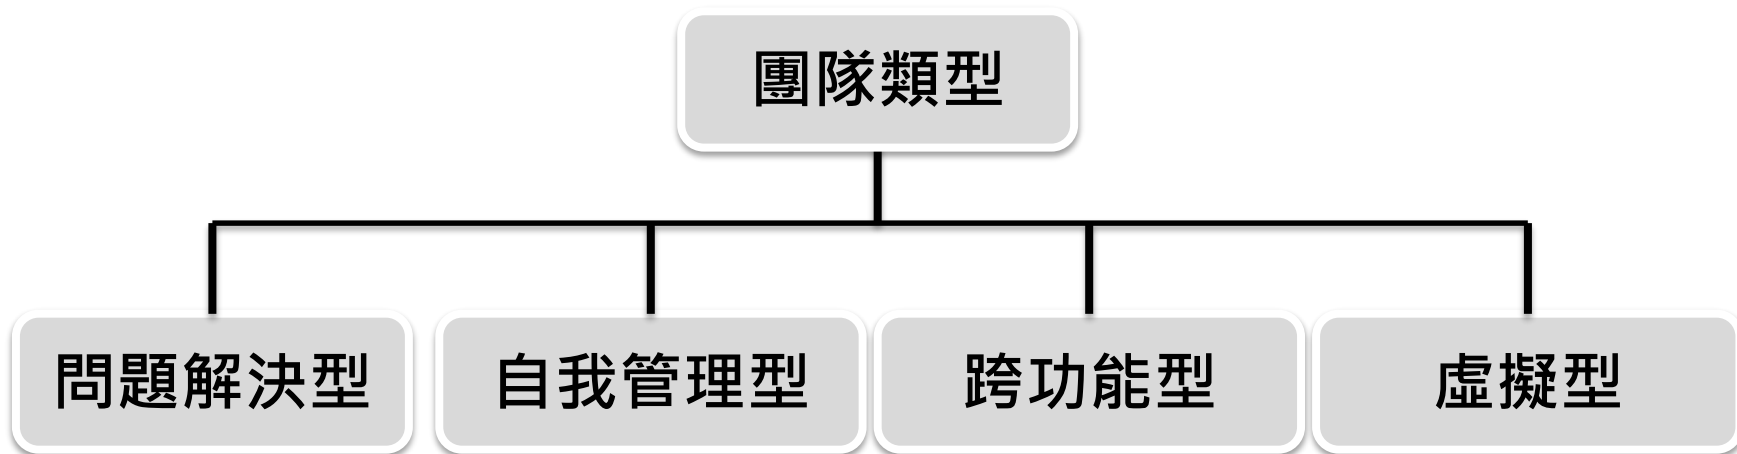 團隊類型
問題解決型
自我管理型
跨功能型
虛擬型